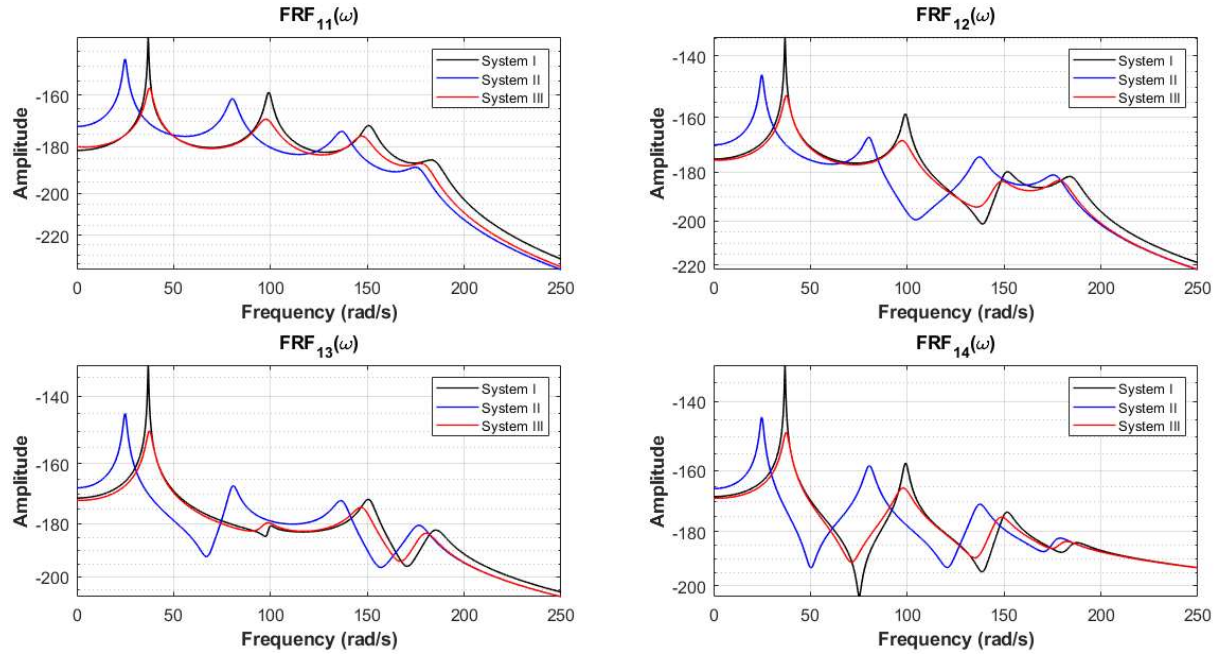 FRF11(ω)
Amplitude
-160
-180
-200
-220
System I
System II
System III
0 50 100 150 200 250
Frequency (rad/s)
FRF12(ω)
Amplitude
-140
-160
-180
-200
-220
System I
System II
System III
0 50 100 150 200 250
Frequency (rad/s)
FRF13(ω)
Amplitude
-140
-160
-180
-200
System I
System II
System III
0 50 100 150 200 250
Frequency (rad/s)
FRF14(ω)
Amplitude
-140
-160
-180
-200
System I
System II
System III
0 50 100 150 200 250
Frequency (rad/s)